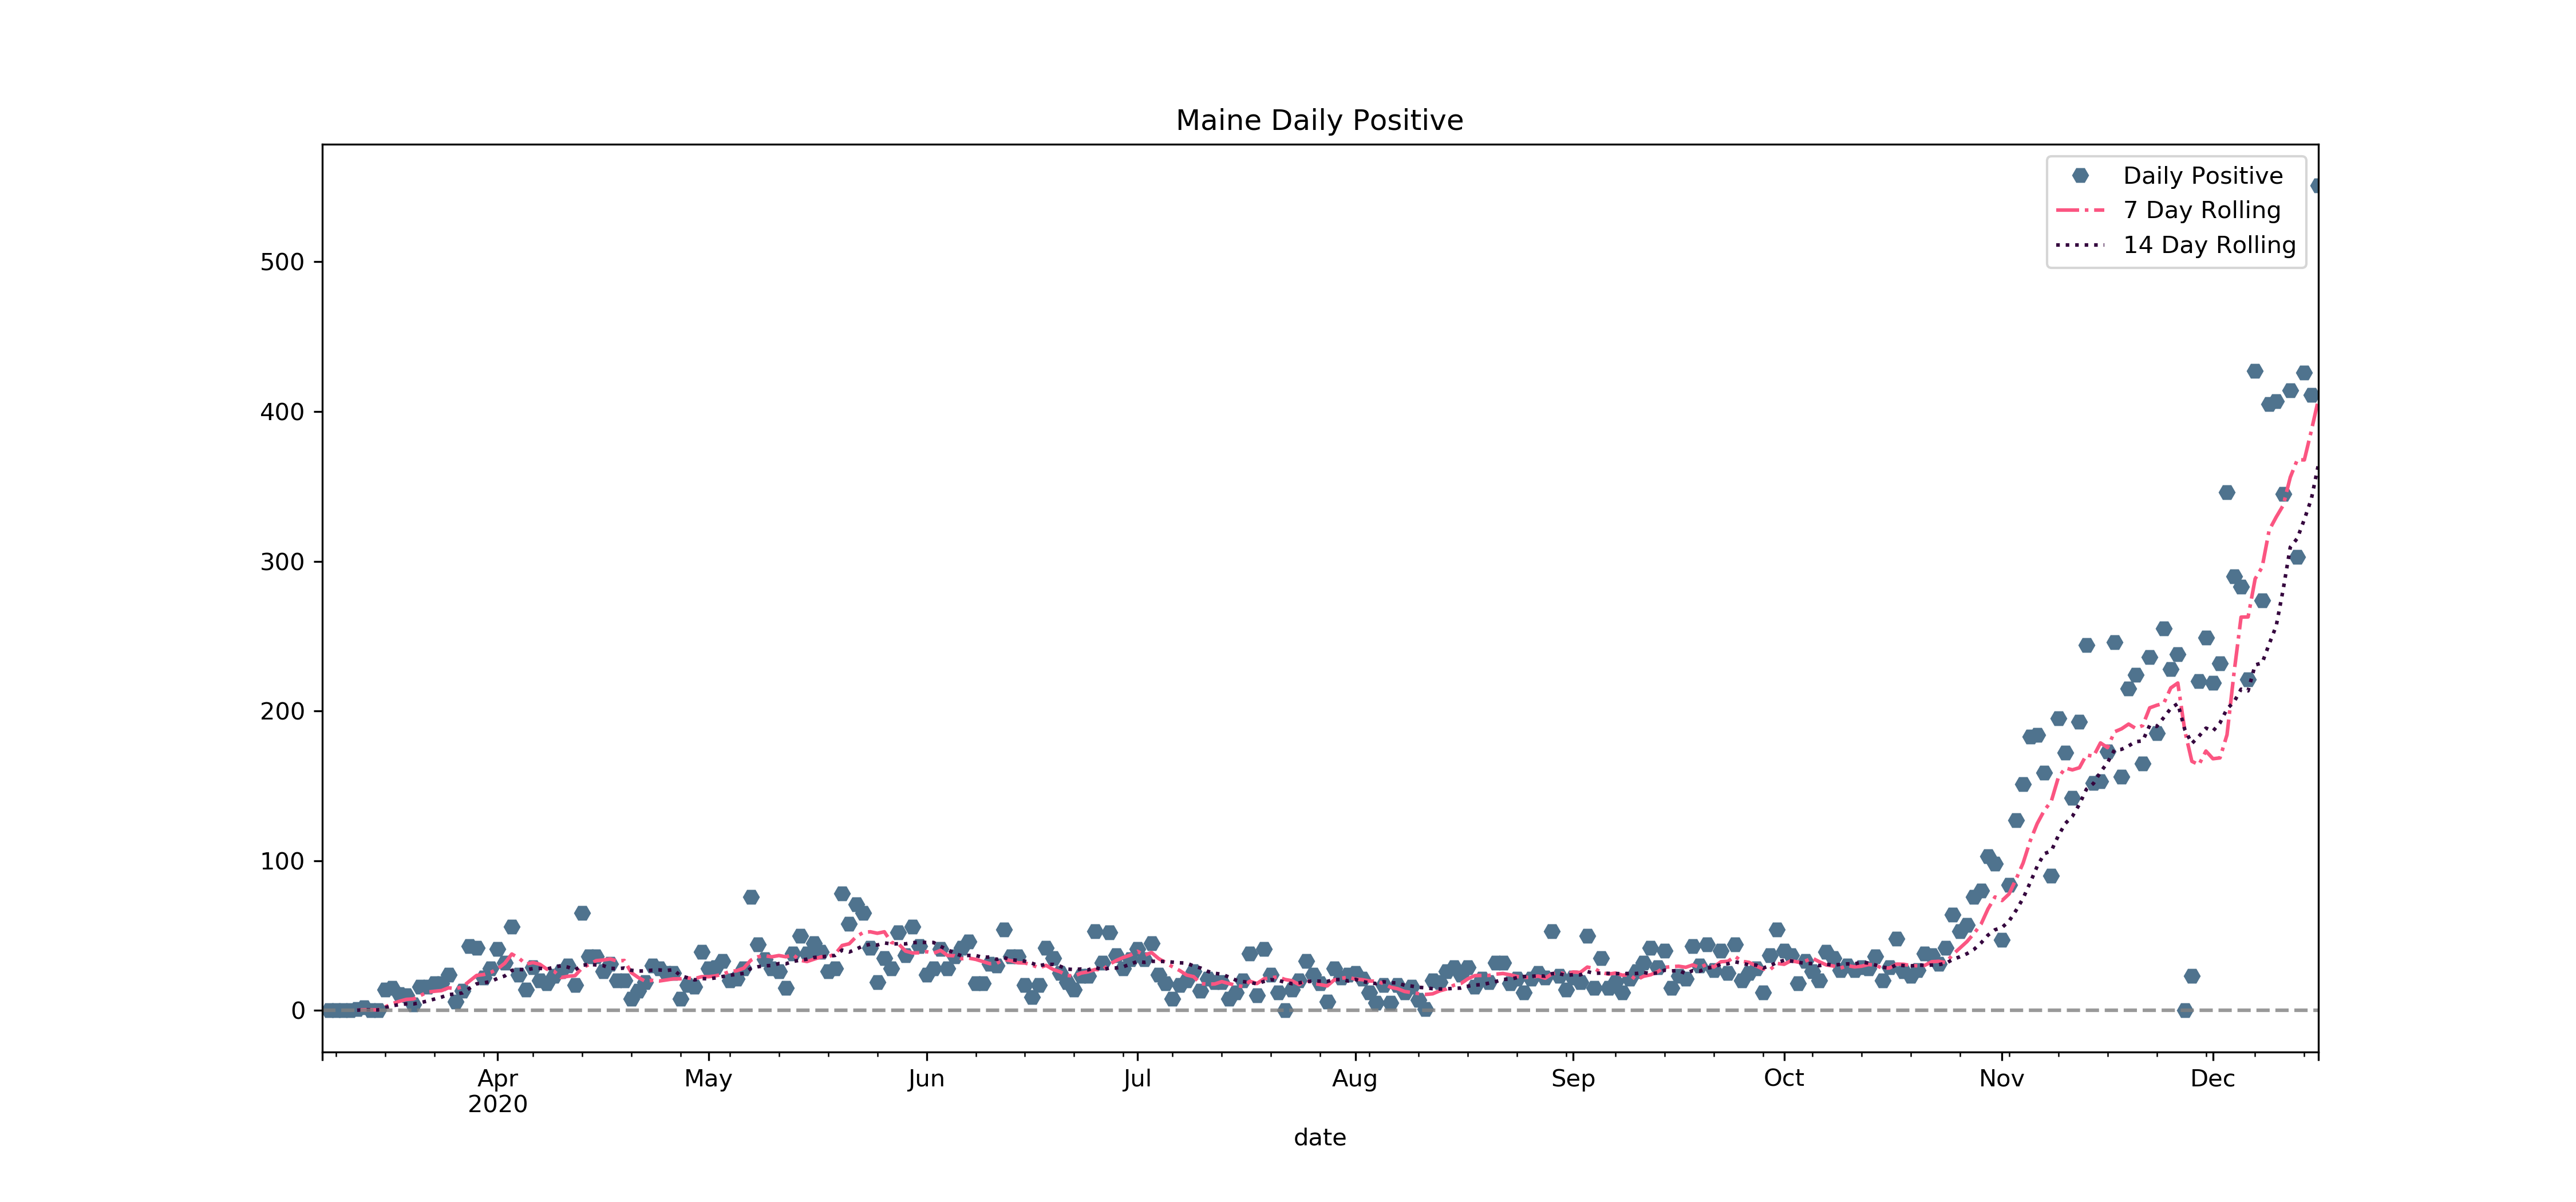 Maine Daily Positive
Daily Positive
7 Day Rolling
14 Day Rolling
500
400
300
200
100
0
Apr May Jun Jul Aug Sep Oct Nov Dec
2020
date